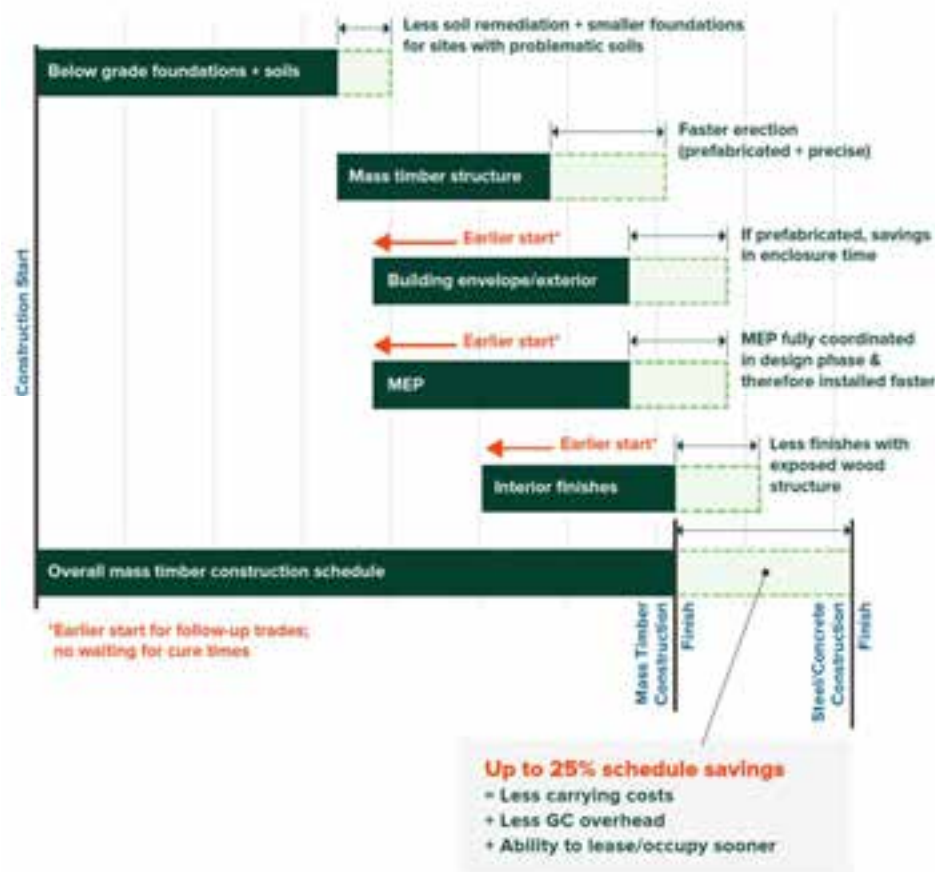 Less soil remediation + smaller foundations
for sites with problematic soils
Below grade foundations + soils
Faster erection
(prefabricated + precise)
Mass timber structure
Construction Start
Earlier start*
If prefabricated, savings
in enclosure time
Building envelope/exterior
Earlier start*
MEP fully coordinated
in design phase &
therefore installed faster
MEP
Earlier start*
Less finishes with
exposed wood
structure
Interior finishes
Overall mass timber construction schedule
*Earlier start for follow-up trades;
no waiting for cure times
Mass Timber
Construction
Finish
Steel/Concrete
Construction
Finish
Up to 25% schedule savings
= Less carrying costs
+ Less GC overhead
+ Ability to lease/occupy sooner